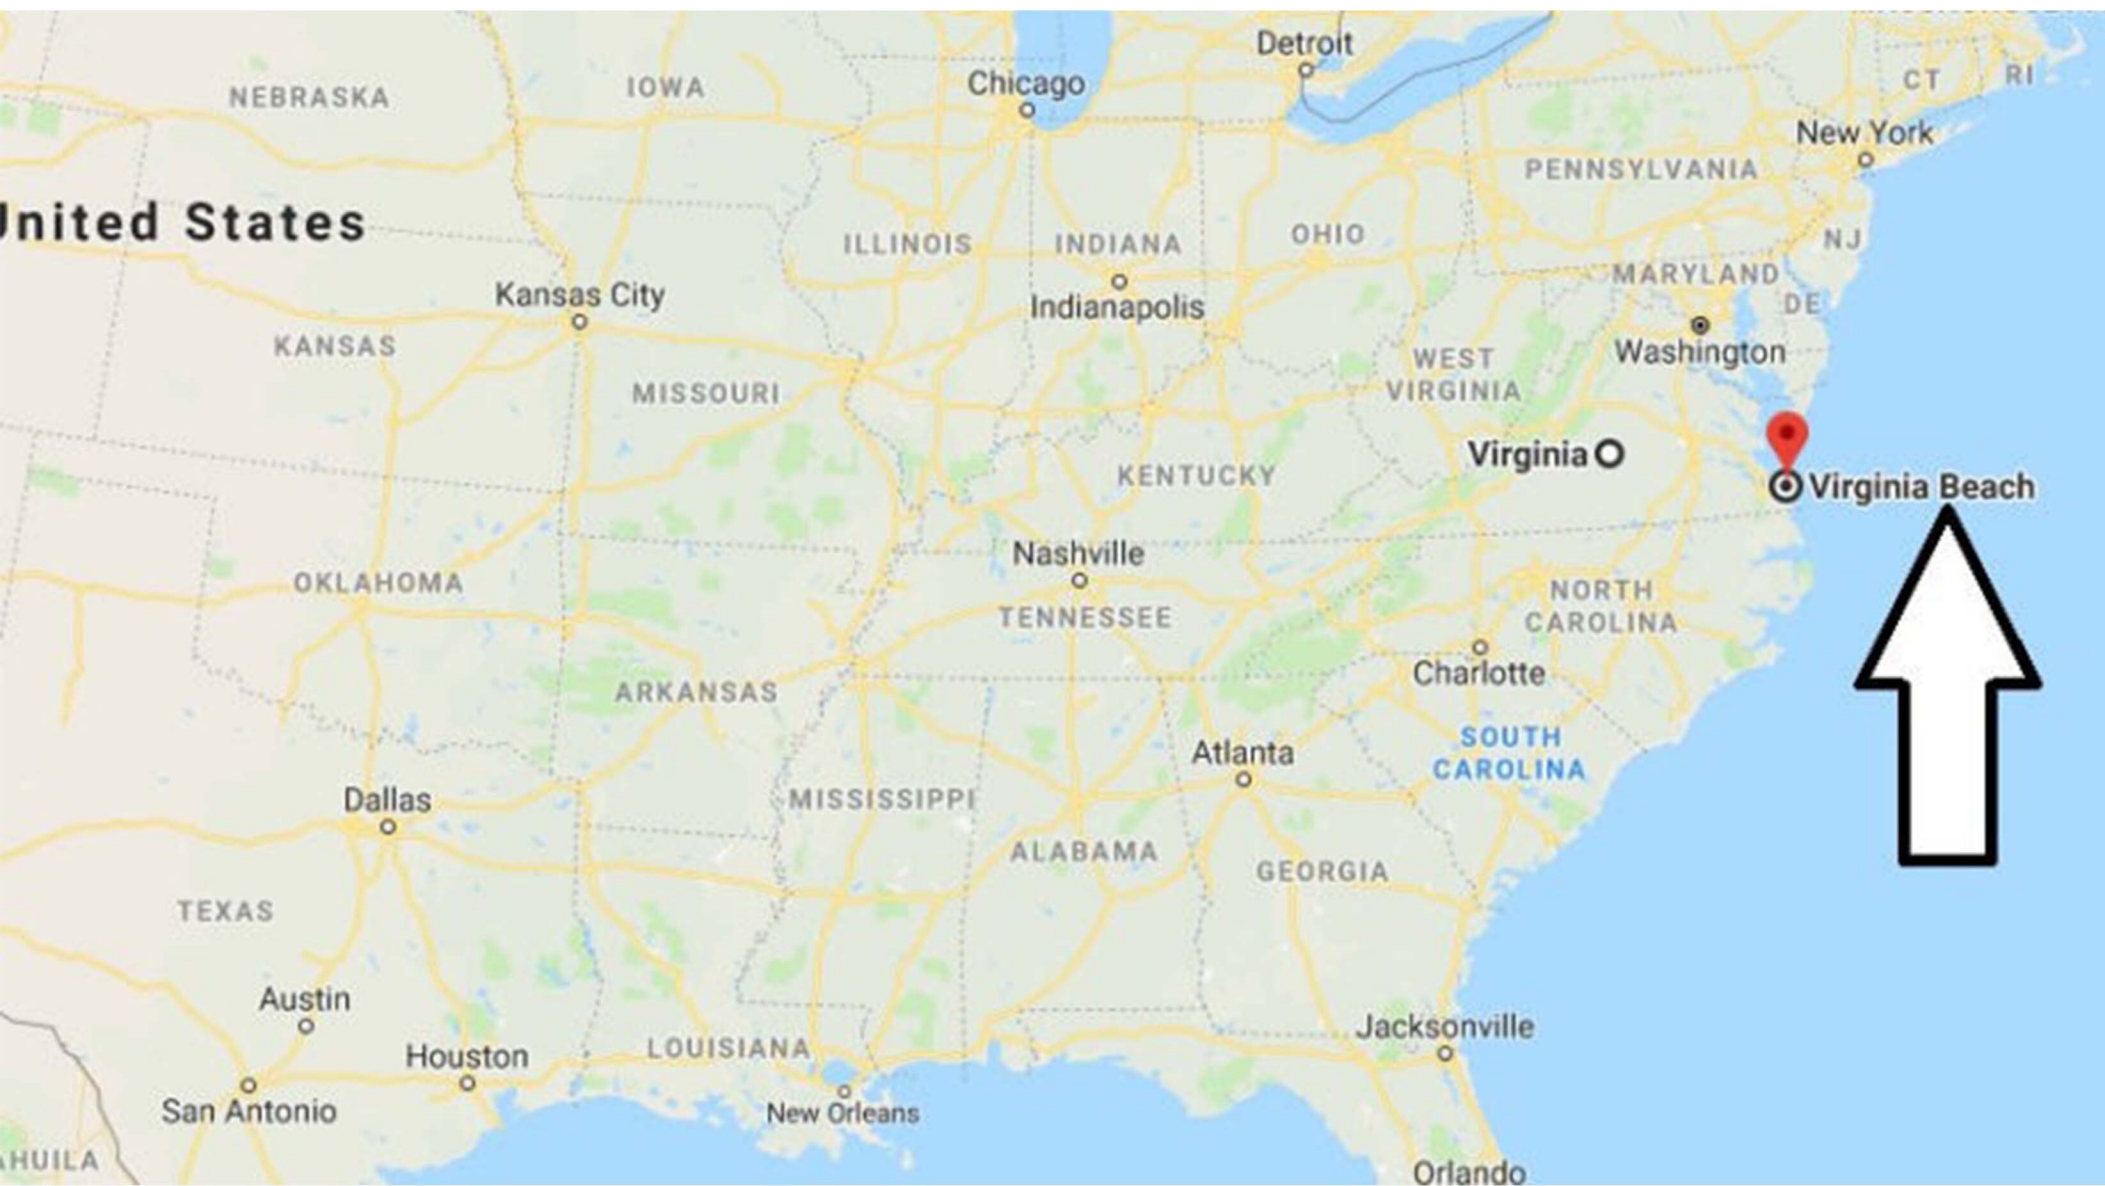 Detroit
Chicago
NEBRASKA
IOWA
CT
RI
New York
PENNSYLVANIA
United States
ILLINOIS
INDIANA
OHIO
NJ
MARYLAND
DE
Indianapolis
Kansas City
KANSAS
Washington
WEST
VIRGINIA
MISSOURI
Virginia
KENTUCKY
Virginia Beach
Nashville
OKLAHOMA
TENNESSEE
NORTH
CAROLINA
Charlotte
ARKANSAS
SOUTH
CAROLINA
Atlanta
Dallas
MISSISSIPPI
ALABAMA
GEORGIA
TEXAS
Austin
Jacksonville
Houston
LOUISIANA
San Antonio
New Orleans
AHUILA
Orlando